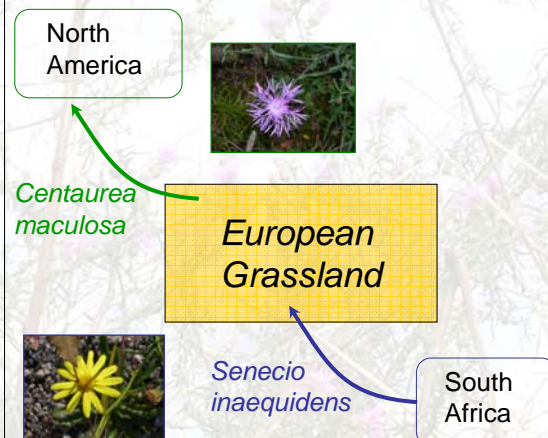 North
America
Centaurea
maculosa
European
Grassland
Senecio
inaequidens
South
Africa